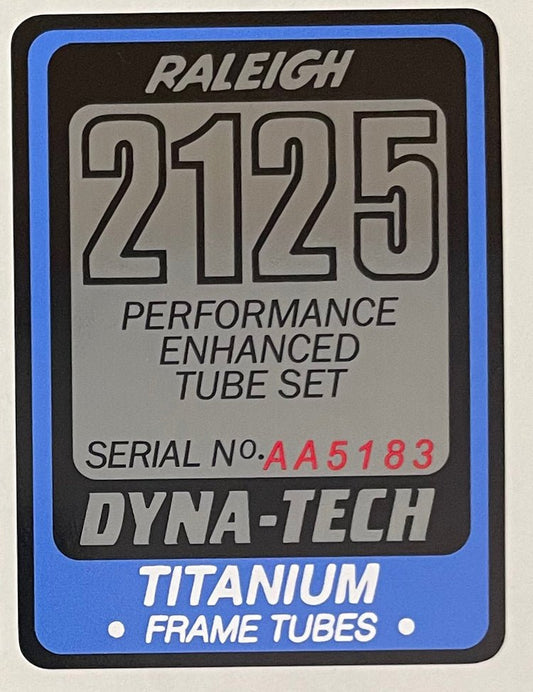 RALEIGH
2125
PERFORMANCE
ENHANCED
TUBE SET
SERIAL Nº. AA5183
DYNA-TECH
TITANIUM
• FRAME TUBES •